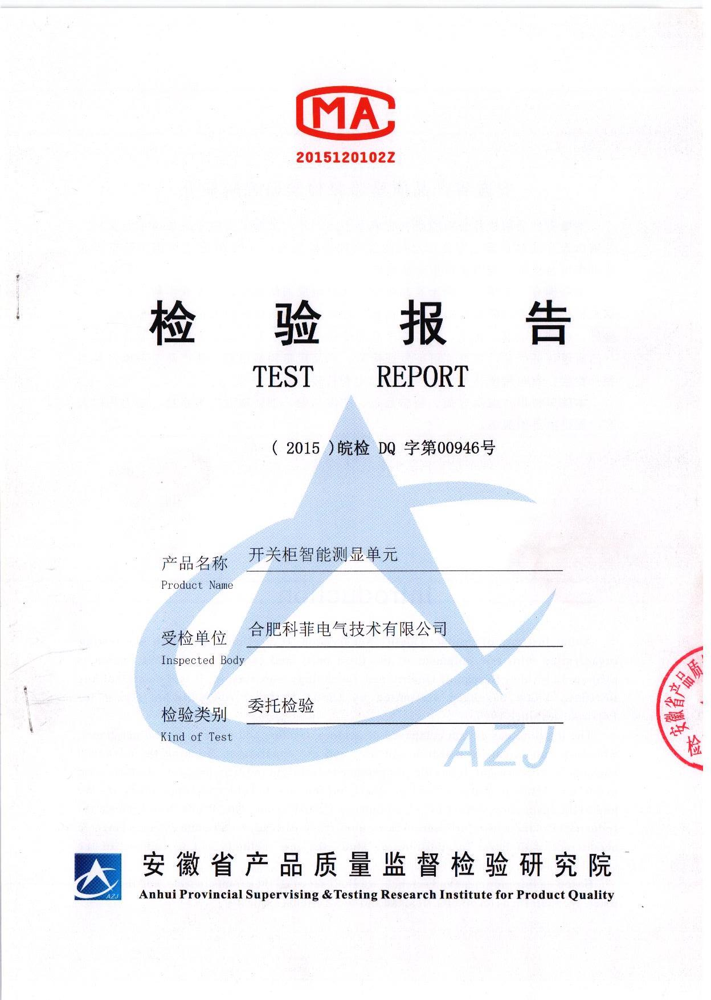 CMA
2015120102Z
检验报告
TEST REPORT
( 2015 )皖检 DQ 字第00946号
产品名称 开关柜智能测显单元
Product Name
受检单位 合肥科菲电气技术有限公司
Inspected Body
检验类别 委托检验
Kind of Test
AZJ
安徽省产品质
检
安徽省产品质量监督检验研究院
AZJ
Anhui Provincial Supervising &Testing Research Institute for Product Quality